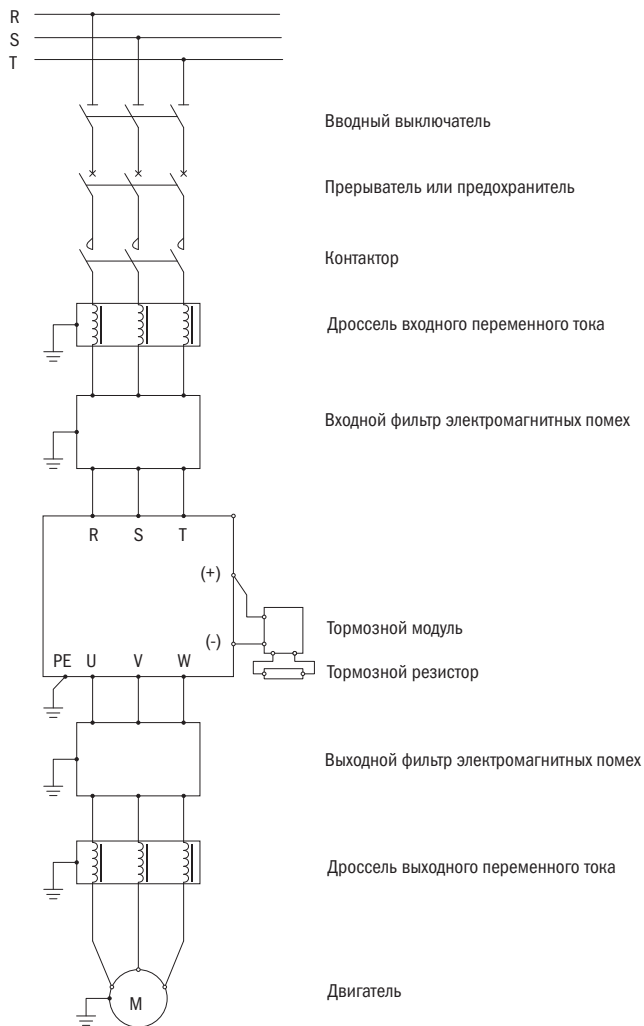 R
S
T
Вводный выключатель
Прерыватель или предохранитель
Контактор
Дроссель входного переменного тока
Входной фильтр электромагнитных помех
R S T
(+)
(-)
Тормозной модуль
PE U V W
Тормозной резистор
Выходной фильтр электромагнитных помех
Дроссель выходного переменного тока
M
Двигатель